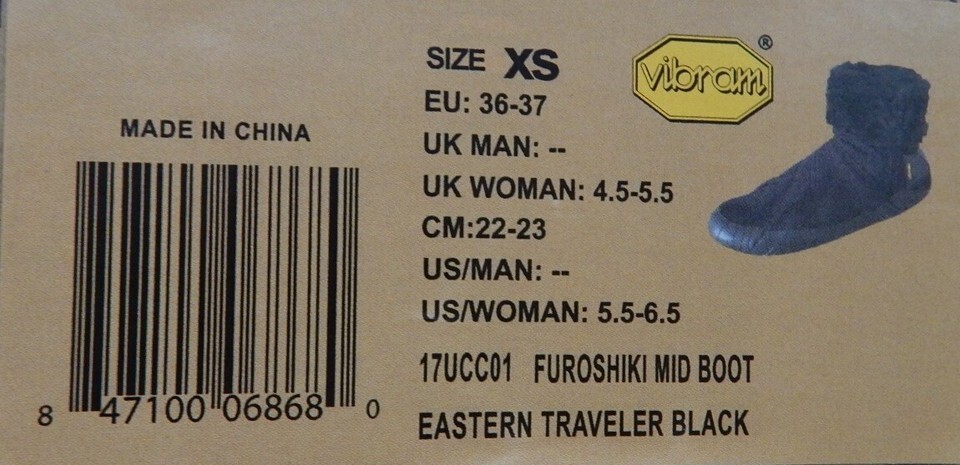 MADE IN CHINA
8 47100 06868 0
SIZE XS
EU: 36-37
UK MAN: --
UK WOMAN: 4.5-5.5
CM:22-23
US/MAN: --
US/WOMAN: 5.5-6.5
17UCC01 FUROSHIKI MID BOOT
EASTERN TRAVELER BLACK
vibram ®